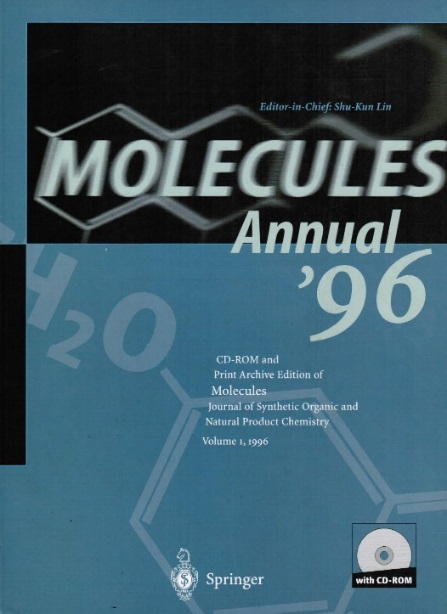 Editor-in-Chief: Shu-Kun Lin
MOLECULES
Annual
'96
H2O
CD-ROM and
Print Archive Edition of
Molecules
Journal of Synthetic Organic and
Natural Product Chemistry
Volume 1, 1996
Springer
with CD-ROM